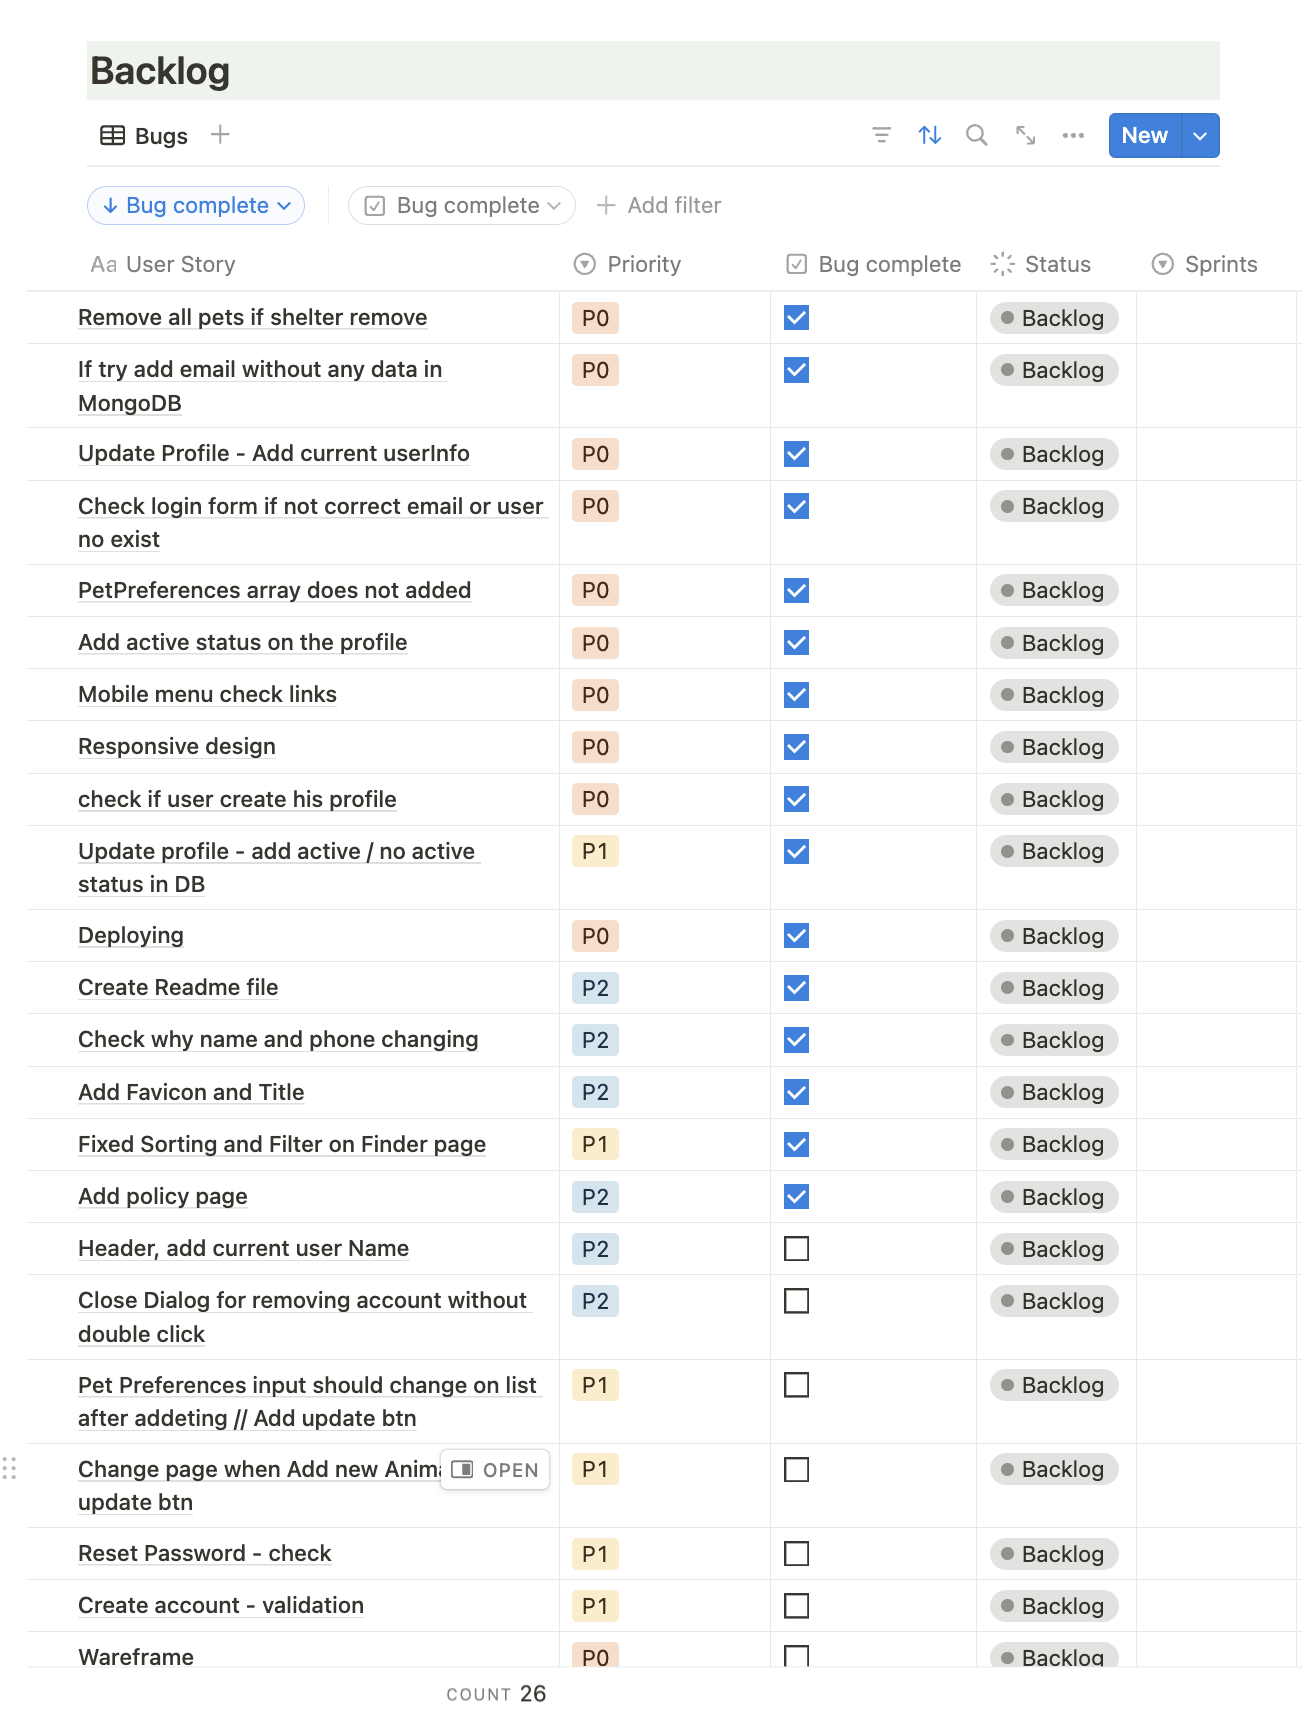 Backlog
Bugs
New
Bug complete
Bug complete
Add filter
Aa User Story Priority Bug complete Status Sprints
Remove all pets if shelter remove P0 Backlog
If try add email without any data in P0 Backlog
MongoDB
Update Profile - Add current userInfo P0 Backlog
Check login form if not correct email or user P0 Backlog
no exist
PetPreferences array does not added P0 Backlog
Add active status on the profile P0 Backlog
Mobile menu check links P0 Backlog
Responsive design P0 Backlog
check if user create his profile P0 Backlog
Update profile - add active / no active P1 Backlog
status in DB
Deploying P0 Backlog
Create Readme file P2 Backlog
Check why name and phone changing P2 Backlog
Add Favicon and Title P2 Backlog
Fixed Sorting and Filter on Finder page P1 Backlog
Add policy page P2 Backlog
Header, add current user Name P2 Backlog
Close Dialog for removing account without P2 Backlog
double click
Pet Preferences input should change on list P1 Backlog
after addeting // Add update btn
Change page when Add new OPEN P1 Backlog
update btn
Reset Password - check P1 Backlog
Create account - validation P1 Backlog
Wareframe P0 Backlog
COUNT 26